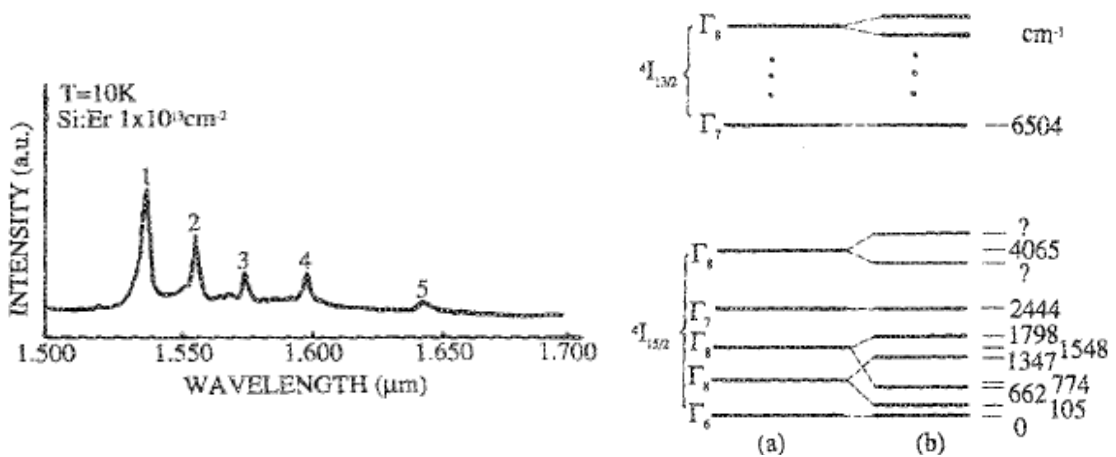 T=10K
Si:Er 1x10¹³cm⁻²
1
2
3
4
5
INTENSITY (a.u.)
1.500 1.550 1.600 1.650 1.700
WAVELENGTH (μm)
Γ₈
cm⁻¹
⁴I₁₃/₂
Γ₇
6504
?
Γ₈
4065
?
Γ₇
2444
⁴I₁₅/₂
1798
Γ₈
1548
1347
Γ₈
774
662
105
Γ₆
0
(a) (b)